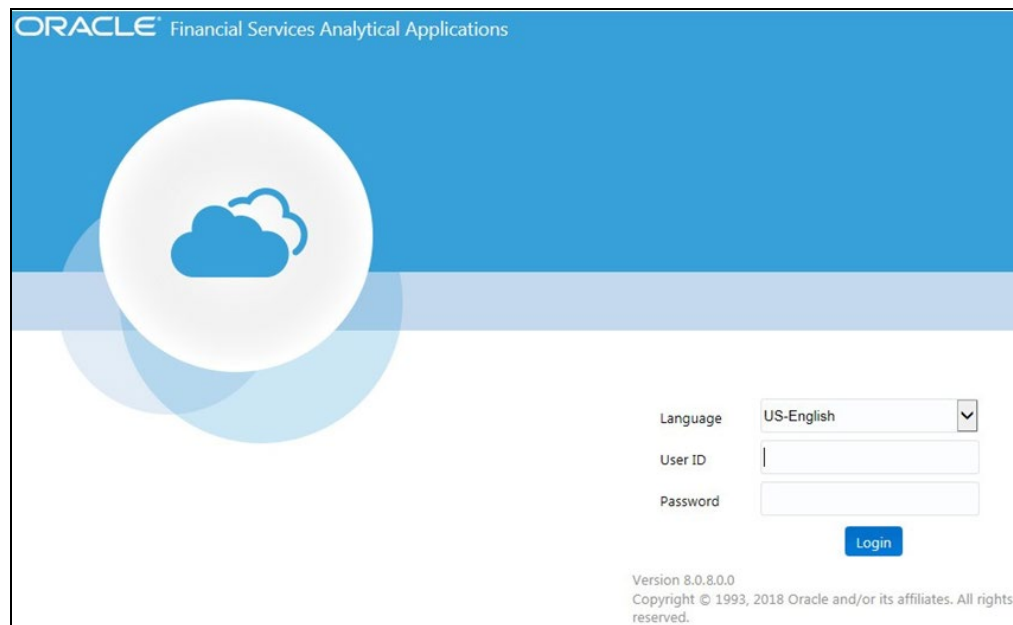 ORACLE® Financial Services Analytical Applications
Language US-English
User ID
Password
Login
Version 8.0.8.0.0
Copyright © 1993, 2018 Oracle and/or its affiliates. All rights
reserved.